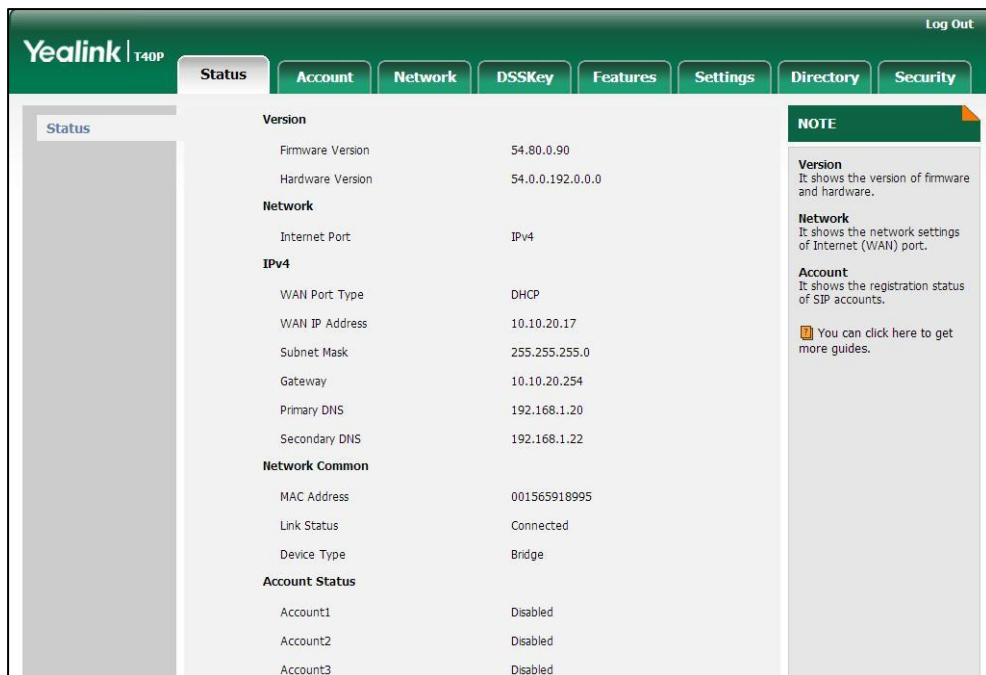 Log Out
Yealink | T40P
Status
Account
Network
DSSKey
Features
Settings
Directory
Security
Status
Version
Firmware Version 54.80.0.90
Hardware Version 54.0.0.192.0.0.0
Network
Internet Port IPv4
IPv4
WAN Port Type DHCP
WAN IP Address 10.10.20.17
Subnet Mask 255.255.255.0
Gateway 10.10.20.254
Primary DNS 192.168.1.20
Secondary DNS 192.168.1.22
Network Common
MAC Address 001565918995
Link Status Connected
Device Type Bridge
Account Status
Account1 Disabled
Account2 Disabled
Account3 Disabled
NOTE
Version
It shows the version of firmware
and hardware.
Network
It shows the network settings
of Internet (WAN) port.
Account
It shows the registration status
of SIP accounts.
? You can click here to get
more guides.